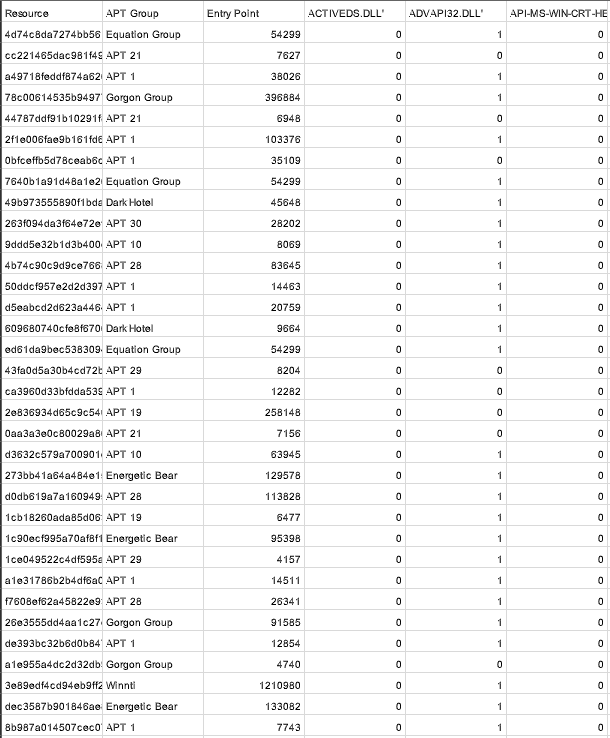 Resource APT Group Entry Point ACTIVEDS.DLL' ADVAPI32.DLL' API-MS-WIN-CRT-HE
4d74c8da7274bb56 Equation Group 54299 0 1 0
cc221465dac981f49 APT 21 7627 0 0 0
a49718feddf874a62 APT 1 38026 0 1 0
78c00614535b9497 Gorgon Group 396884 0 1 0
44787ddf91b10291f APT 21 6948 0 0 0
2f1e006fae9b161fd6 APT 1 103376 0 1 0
0bfceffb5d78ceab6c APT 1 35109 0 0 0
7640b1a91d48a1e2 Equation Group 54299 0 1 0
49b973555890f1bda DarkHotel 45648 0 1 0
263f094da3f64e72e APT 30 28202 0 1 0
9ddd5e32b1d3b400 APT 10 8069 0 1 0
4b74c90c9d9ce766 APT 28 83645 0 1 0
50ddcf957e2d2d397 APT 1 14463 0 1 0
d5eabcd2d623a446 APT 1 20759 0 1 0
609680740cfe8f670 DarkHotel 9664 0 1 0
ed61da9bec538309 Equation Group 54299 0 1 0
43fa0d5a30b4cd72b APT 29 8204 0 0 0
ca3960d33bfdda539 APT 1 12282 0 0 0
2e836934d65c9c54 APT 19 258148 0 0 0
0aa3a3e0c80029a8 APT 21 7156 0 0 0
d3632c579a700901 APT 10 63945 0 1 0
273bb41a64a484e1 Energetic Bear 129578 0 1 0
d0db619a7a160949 APT 28 113828 0 1 0
1cb18260ada85d06 APT 19 6477 0 1 0
1c90ecf995a70af8f1 Energetic Bear 95398 0 1 0
1ce049522c4df595a APT 29 4157 0 1 0
a1e31786b2b4df6a0 APT 1 14511 0 1 0
f7608ef62a45822e9 APT 28 26341 0 1 0
26e3555dd4aa1c27 Gorgon Group 91585 0 1 0
de393bc32b6d0b84 APT 1 12854 0 1 0
a1e955a4dc2d32db Gorgon Group 4740 0 0 0
3e89edf4cd94eb9ff2 Winnti 1210980 0 1 0
dec3587b901846ae Energetic Bear 133082 0 1 0
8b987a014507cec0 APT 1 7743 0 1 0